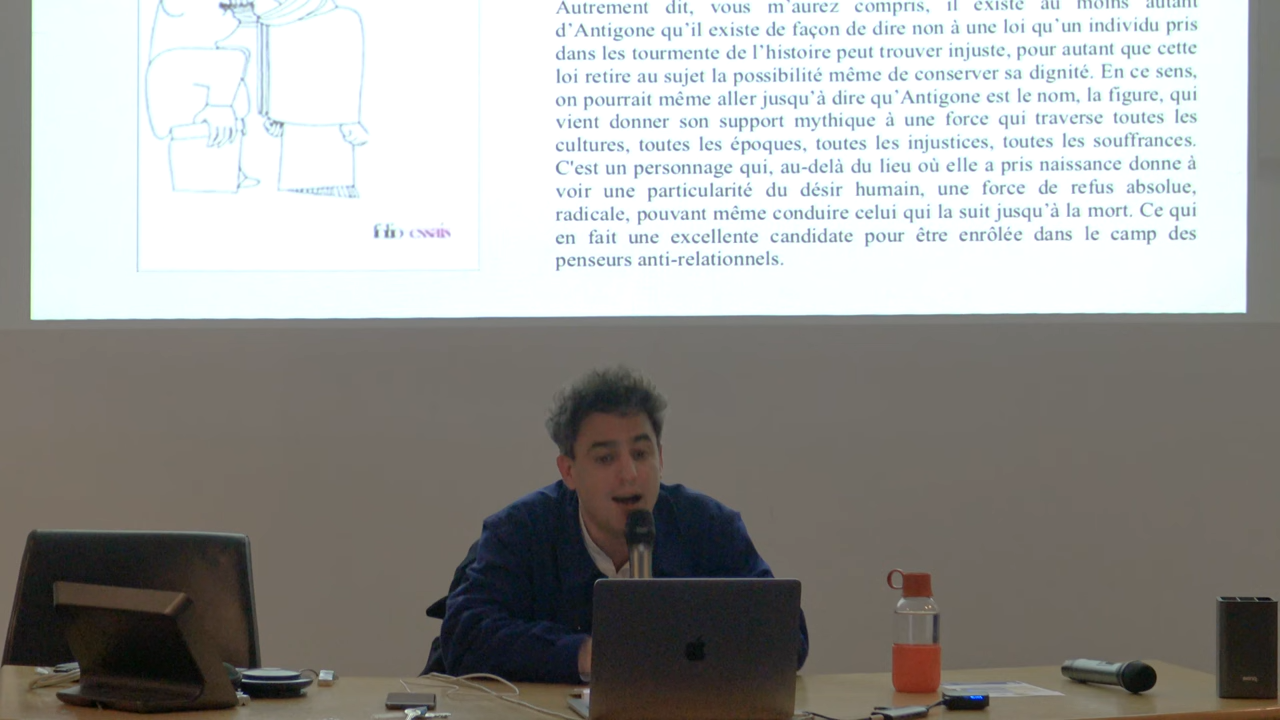 Autrement dit, vous m'aurez compris, il existe au moins autant
d'Antigone qu'il existe de façon de dire non à une loi qu'un individu pris
dans les tourmente de l'histoire peut trouver injuste, pour autant que cette
loi retire au sujet la possibilité même de conserver sa dignité. En ce sens,
on pourrait même aller jusqu'à dire qu'Antigone est le nom, la figure, qui
vient donner son support mythique à une force qui traverse toutes les
cultures, toutes les époques, toutes les injustices, toutes les souffrances.
C'est un personnage qui, au-delà du lieu où elle a pris naissance donne à
voir une particularité du désir humain, une force de refus absolue,
radicale, pouvant même conduire celui qui la suit jusqu'à la mort. Ce qui
en fait une excellente candidate pour être enrôlée dans le camp des
penseurs anti-relationnels.
folio essais